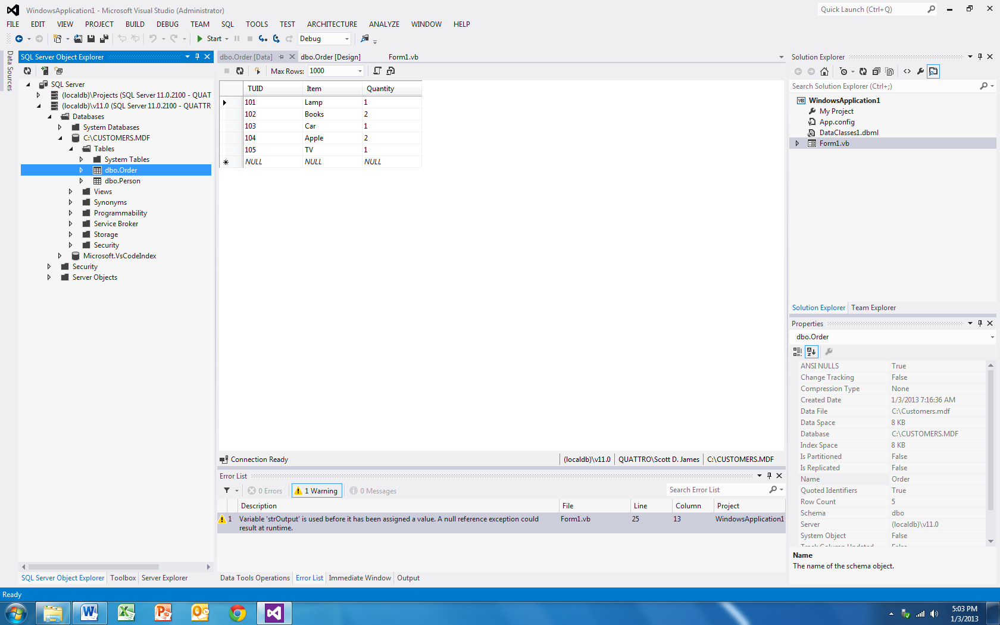 WindowsApplication1 - Microsoft Visual Studio (Administrator)
Quick Launch (Ctrl+Q)
FILE EDIT VIEW PROJECT BUILD DEBUG TEAM SQL TOOLS TEST ARCHITECTURE ANALYZE WINDOW HELP
Start Debug
Data Sources
SQL Server Object Explorer
SQL Server
(localdb)\Projects (SQL Server 11.0.2100 - QUAT
(localdb)\v11.0 (SQL Server 11.0.2100 - QUATTR
Databases
System Databases
C:\CUSTOMERS.MDF
Tables
System Tables
dbo.Order
dbo.Person
Views
Synonyms
Programmability
Service Broker
Storage
Security
Microsoft.VsCodeIndex
Security
Server Objects
SQL Server Object Explorer Toolbox Server Explorer
dbo.Order [Data] dbo.Order [Design] Form1.vb
Max Rows: 1000
TUID Item Quantity
101 Lamp 1
102 Books 2
103 Car 1
104 Apple 2
105 TV 1
NULL NULL NULL
Connection Ready (localdb)\v11.0 QUATTRO\Scott D. James C:\CUSTOMERS.MDF
Error List
0 Errors 1 Warning 0 Messages Search Error List
Description File Line Column Project
1 Variable 'strOutput' is used before it has been assigned a value. A null reference exception could Form1.vb 25 13 WindowsApplication1
result at runtime.
Data Tools Operations Error List Immediate Window Output
Solution Explorer
Search Solution Explorer (Ctrl+;)
VB WindowsApplication1
My Project
App.config
DataClasses1.dbml
Form1.vb
Solution Explorer Team Explorer
Properties
dbo.Order
ANSI NULLS True
Change Tracking False
Compression Type None
Created Date 1/3/2013 7:16:36 AM
Data File C:\Customers.mdf
Data Space 8 KB
Database C:\CUSTOMERS.MDF
Index Space 8 KB
Is Partitioned False
Is Replicated False
Name Order
Quoted Identifiers True
Row Count 5
Schema dbo
Server (localdb)\v11.0
System Object False
Track Column Updated False
Name
The name of the schema object.
Ready
5:03 PM
1/3/2013